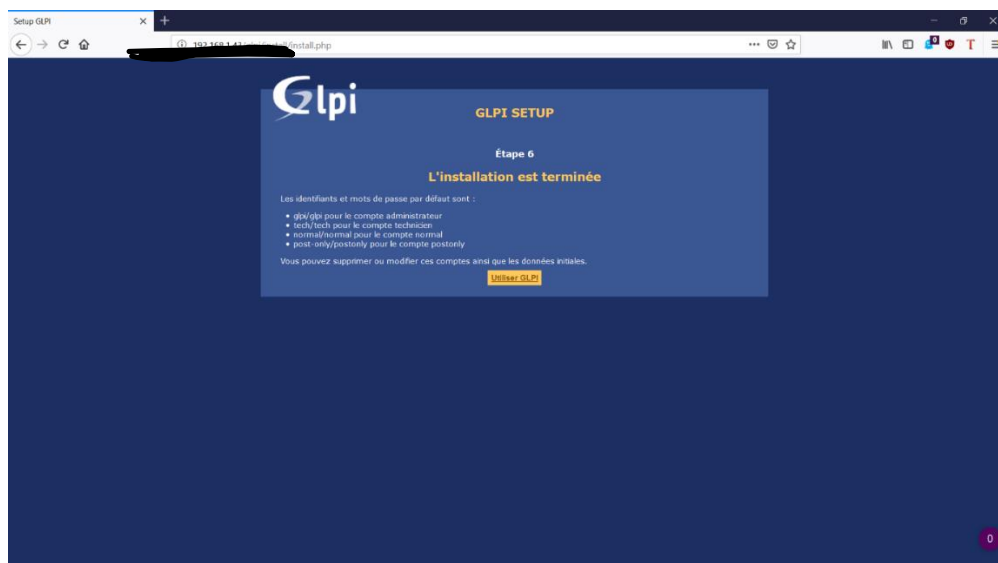 Setup GLPI
install.php
Glpi
GLPI SETUP
Étape 6
L'installation est terminée
Les identifiants et mots de passe par défaut sont :
glpi/glpi pour le compte administrateur
tech/tech pour le compte technicien
normal/normal pour le compte normal
post-only/postonly pour le compte postonly
Vous pouvez supprimer ou modifier ces comptes ainsi que les données initiales.
Utiliser GLPI
0